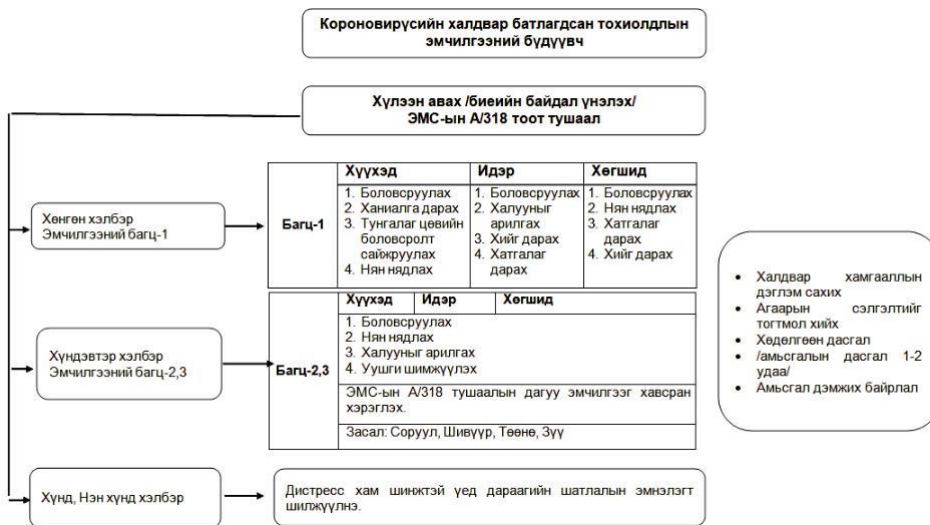 Короновирүсийн халдвар батлагдсан тохиолдлын
эмчилгээний бүдүүвч
Хүлээн авах /биеийн байдал үнэлэх/
ЭМС-ын А/318 тоот тушаал
Хөнгөн хэлбэр
Эмчилгээний багц-1
Багц-1
Хүүхэд
1. Боловсруулах
2. Ханиалга дарах
3. Тунгалаг цөвийн
боловсролт
сайжруулах
4. Нян нядлах
Идэр
1. Боловсруулах
2. Халууныг
арилгах
3. Хийг дарах
4. Хатгалаг
дарах
Хөгшид
1. Боловсруулах
2. Нян нядлах
3. Хатгалаг
дарах
4. Хийг дарах
Хүндэвтэр хэлбэр
Эмчилгээний багц-2,3
Багц-2,3
Хүүхэд Идэр Хөгшид
1. Боловсруулах
2. Нян нядлах
3. Халууныг арилгах
4. Уушги шимжүүлэх
ЭМС-ын А/318 тушаалын дагуу эмчилгээг хавсран
хэрэглэх.
Засал: Соруул, Шивүүр, Төөнө, Зүү
Хүнд, Нэн хүнд хэлбэр
Дистресс хам шинжтэй үед дараагийн шатлалын эмнэлэгт
шилжүүлнэ.
• Халдвар хамгааллын
дэглэм сахих
• Агаарын сэлгэлтийг
тогтмол хийх
• Хөдөлгөөн дасгал
• /амьсгалын дасгал 1-2
удаа/
• Амьсгал дэмжих байрлал